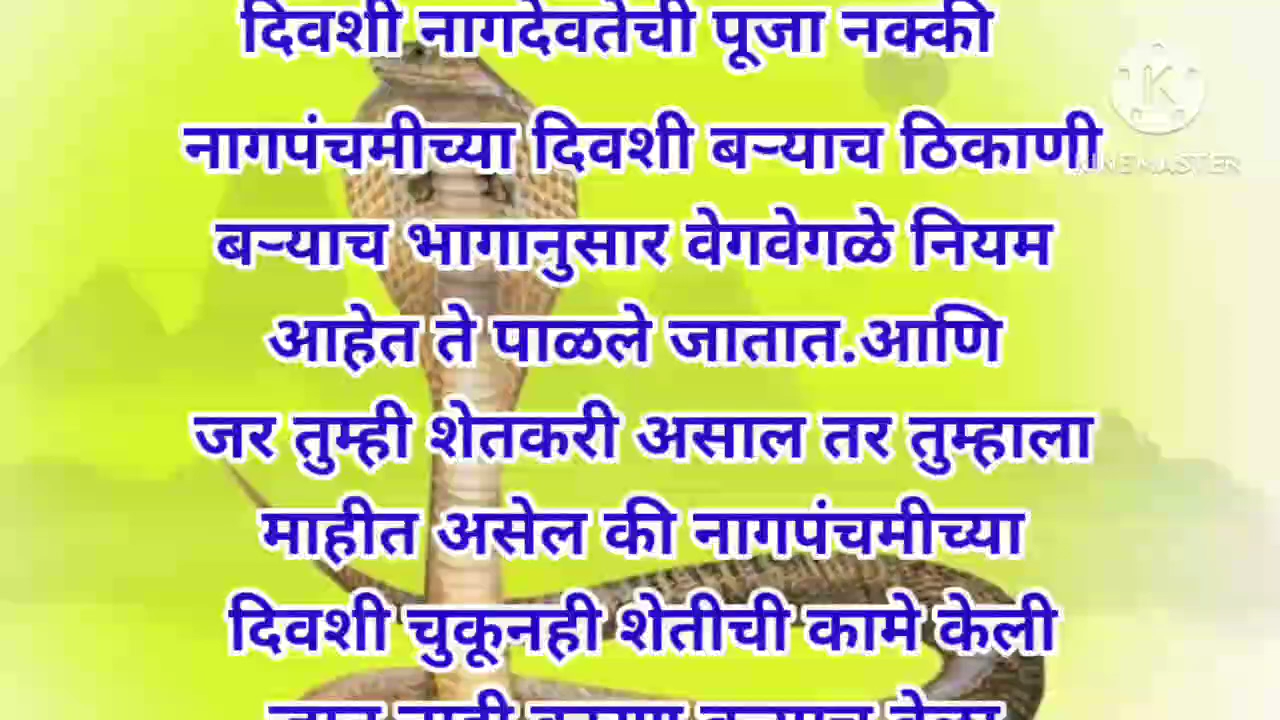 दिवशी नागदेवतेची पूजा नक्की
नागपंचमीच्या दिवशी बऱ्याच ठिकाणी
बऱ्याच भागानुसार वेगवेगळे नियम
आहेत ते पाळले जातात.आणि
जर तुम्ही शेतकरी असाल तर तुम्हाला
माहीत असेल की नागपंचमीच्या
दिवशी चुकूनही शेतीची कामे केली
KINEMASTER